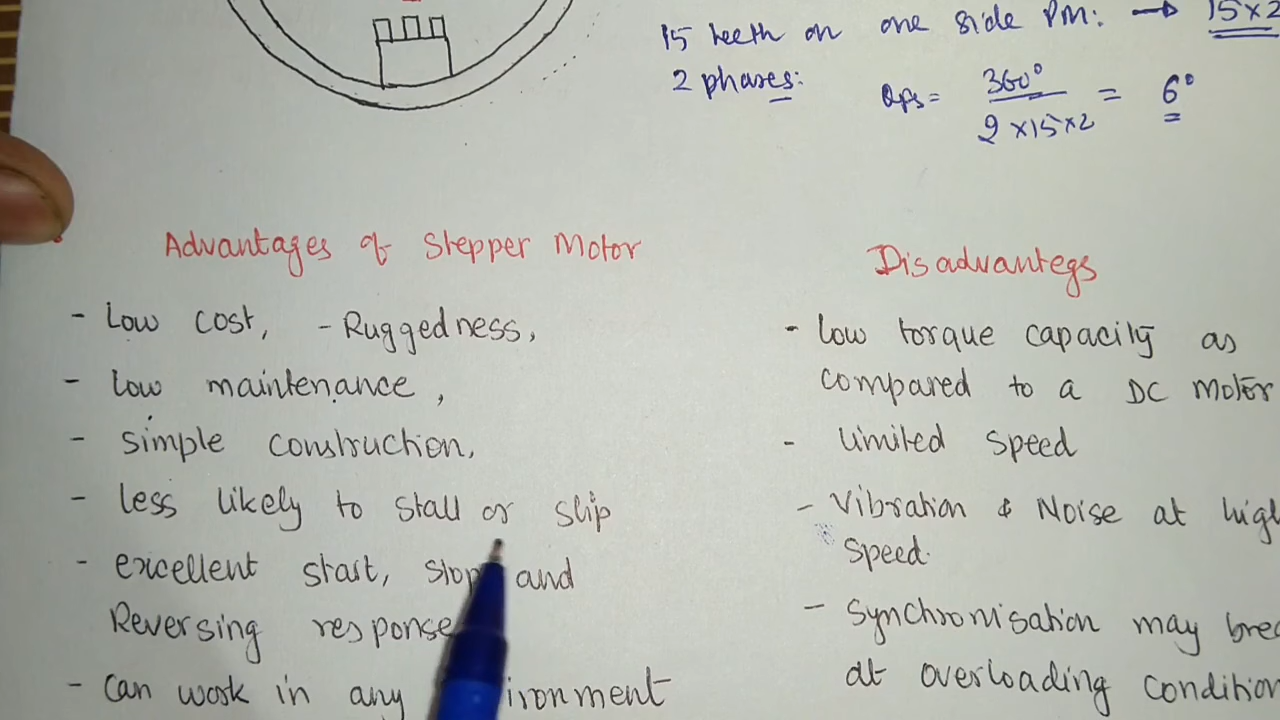 15 teeth on one side PM: → 15×2
2 phases: θps = 360° / 2×15×2 = 6°
Advantages of Stepper Motor
- Low cost, - Ruggedness,
- low maintenance,
- simple construction,
- less likely to stall or slip
- excellent start, stop and
Reversing response
- can work in any
Disadvantegs
- low torque capacity as
compared to a DC Motor
- limited speed
- Vibration & Noise at
speed.
- Synchronisation may
at overloading condition